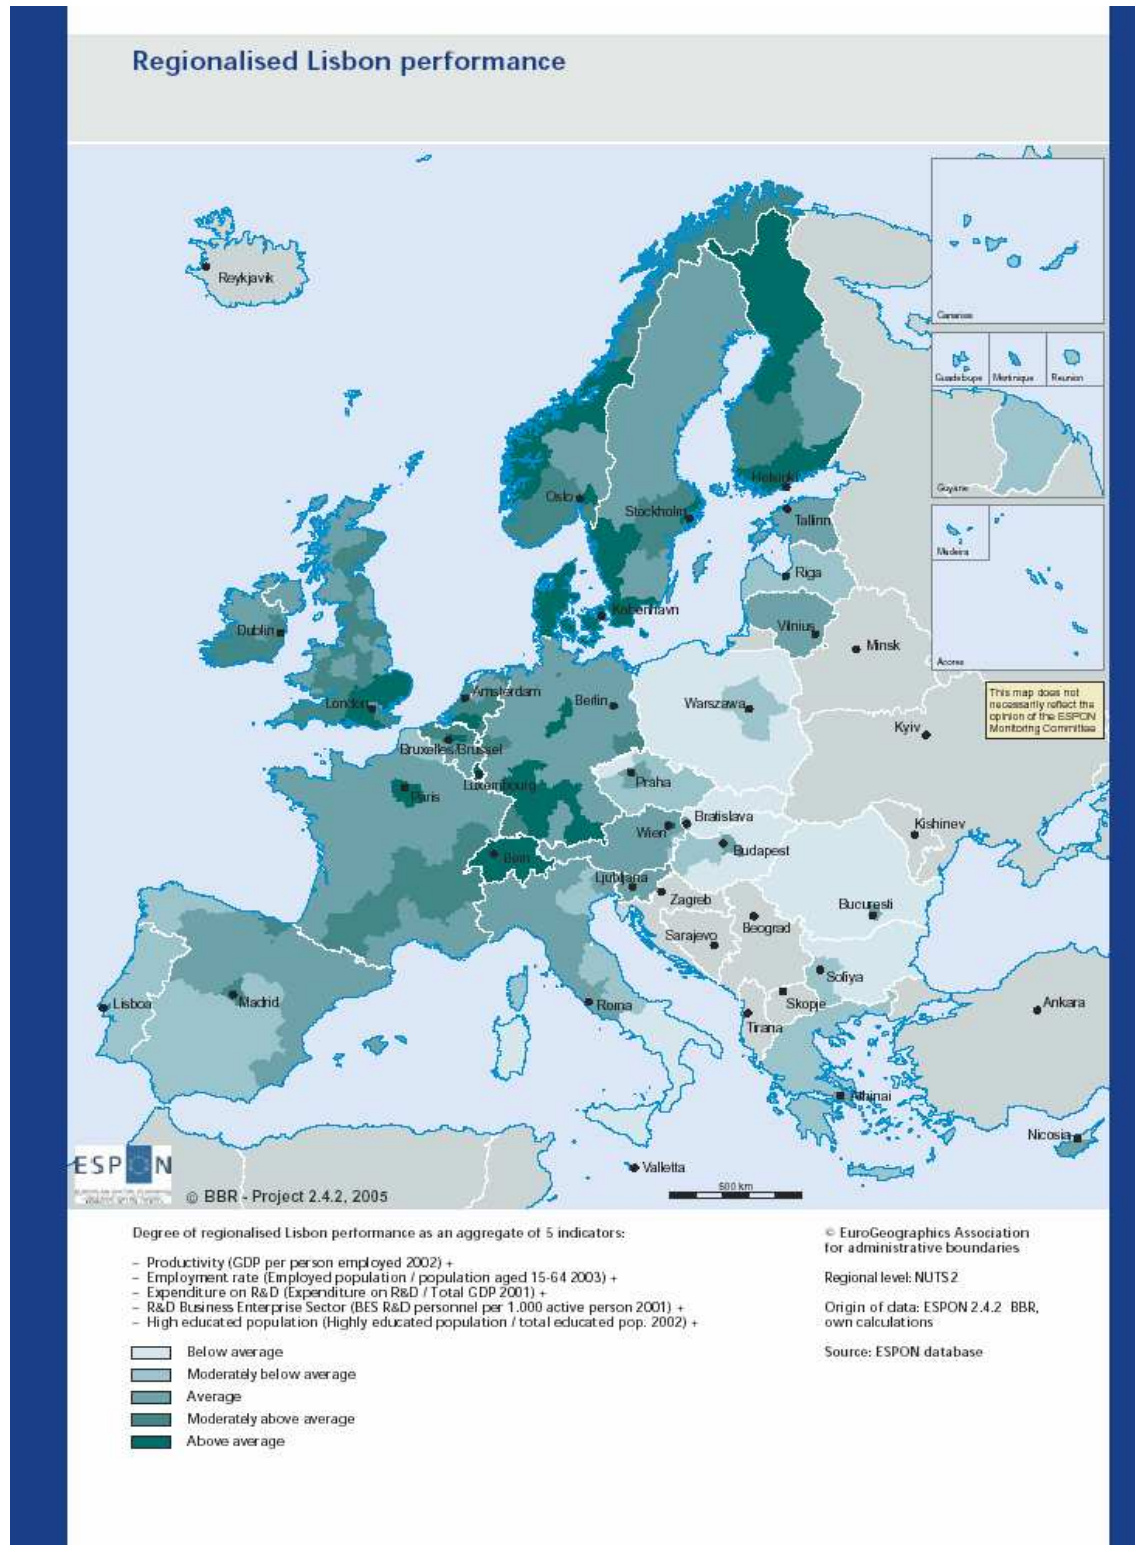 Regionalised Lisbon performance
Reykjavik
Canarias
Guadeloupe
Martinique
Reunion
Guyane
Madeira
Acores
This map does not
necessarily reflect the
opinion of the ESPON
Monitoring Committee
Helsinki
Oslo
Stockholm
Tallinn
Riga
København
Vilnius
Minsk
Dublin
Amsterdam
Berlin
Warszawa
London
Kyiv
Bruxelles/Brussel
Luxembourg
Praha
Paris
Bratislava
Kishinev
Wien
Budapest
Bern
Ljubljana
Zagreb
Bucuresti
Beograd
Sarajevo
Sofiya
Lisboa
Madrid
Roma
Skopje
Ankara
Tirana
Athinai
Nicosia
Valletta
ESPON
© BBR - Project 2.4.2, 2005
500 km
Degree of regionalised Lisbon performance as an aggregate of 5 indicators:
– Productivity (GDP per person employed 2002) +
– Employment rate (Employed population / population aged 15-64 2003) +
– Expenditure on R&D (Expenditure on R&D / Total GDP 2001) +
– R&D Business Enterprise Sector (BES R&D personnel per 1.000 active person 2001) +
– High educated population (Highly educated population / total educated pop. 2002) +
Below average
Moderately below average
Average
Moderately above average
Above average
© EuroGeographics Association
for administrative boundaries
Regional level: NUTS 2
Origin of data: ESPON 2.4.2 BBR,
own calculations
Source: ESPON database